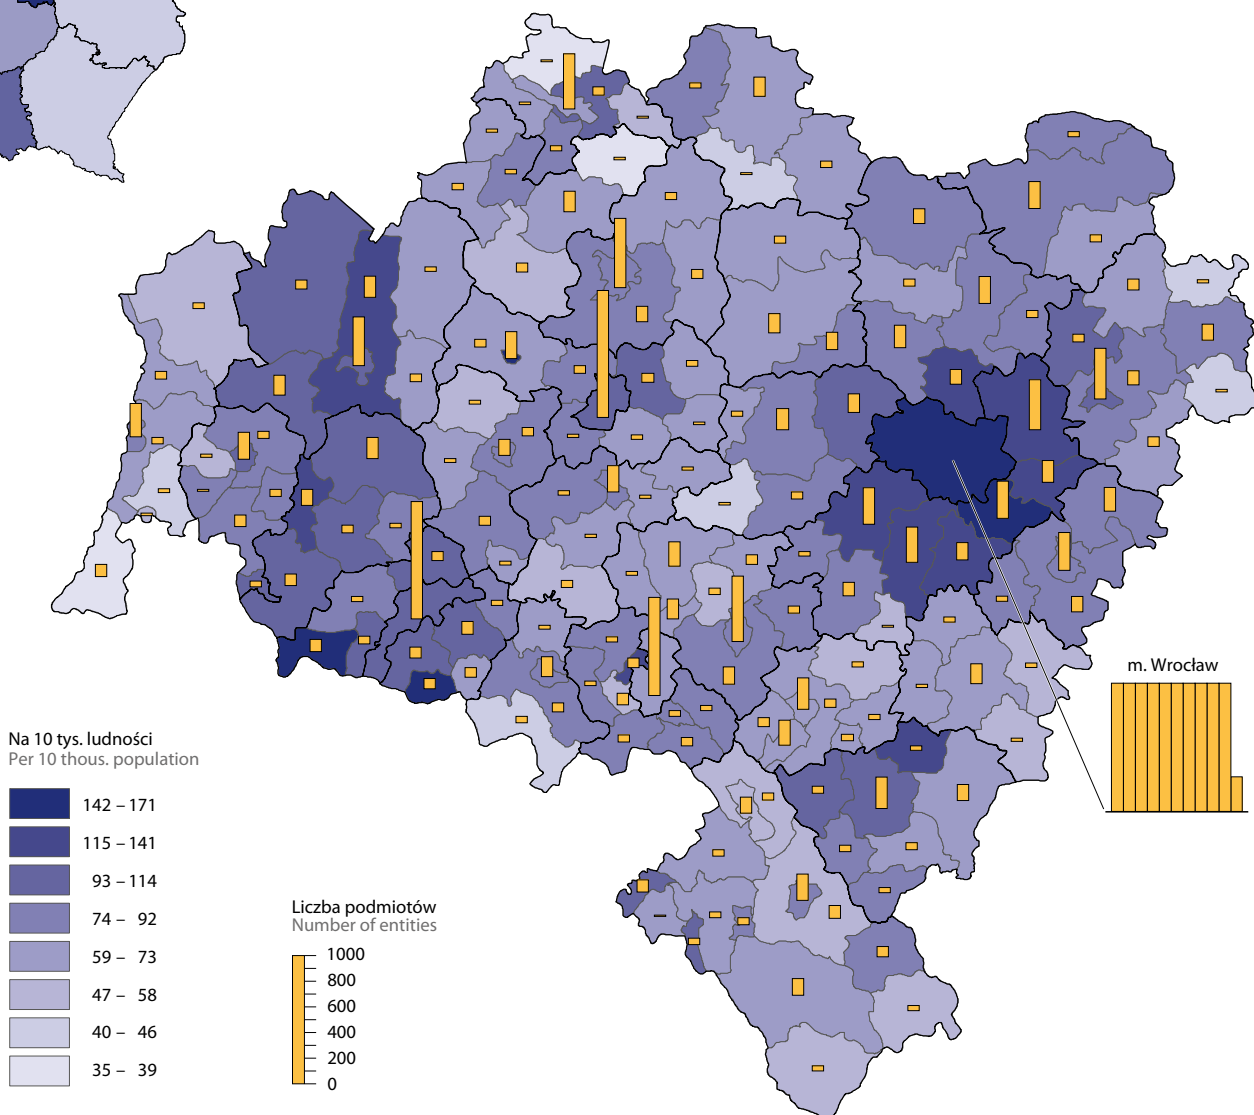 m. Wrocław
Na 10 tys. ludności
Per 10 thous. population
142 – 171
115 – 141
93 – 114
74 – 92
59 – 73
47 – 58
40 – 46
35 – 39
Liczba podmiotów
Number of entities
1000
800
600
400
200
0